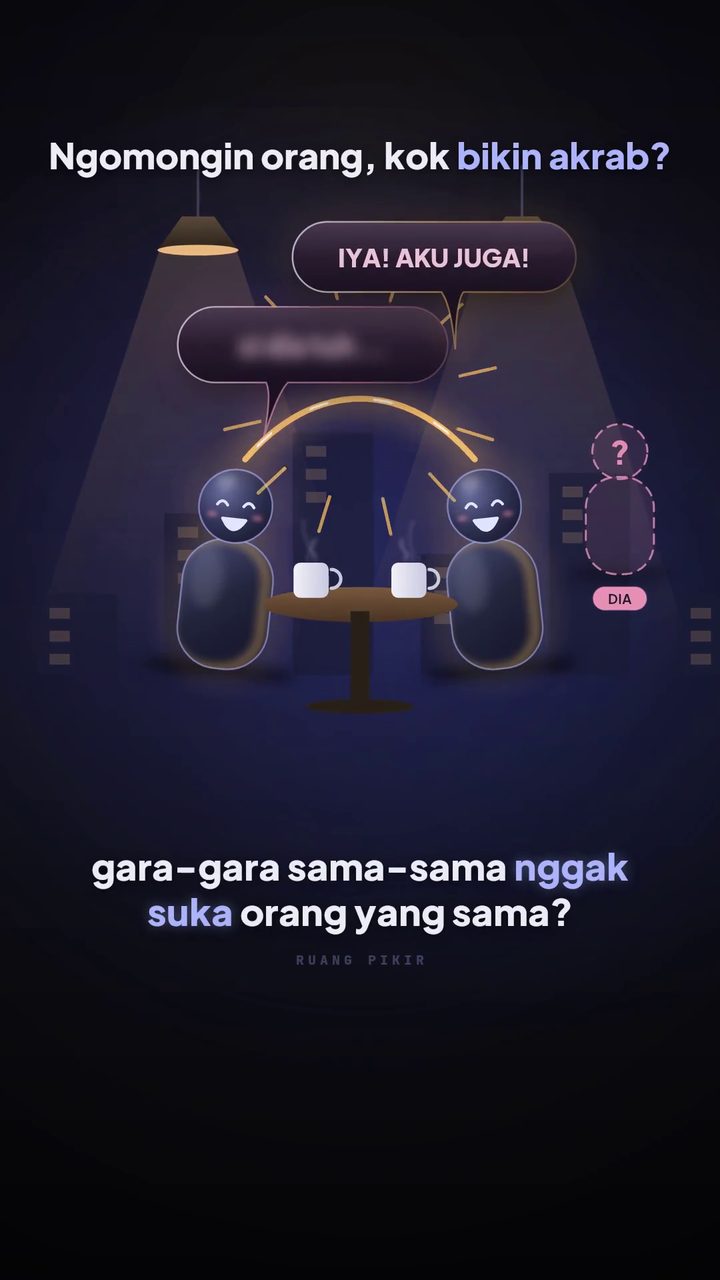 Ngomongin orang, kok bikin akrab?
IYA! AKU JUGA!
?
DIA
gara-gara sama-sama nggak
suka orang yang sama?
RUANG PIKIR